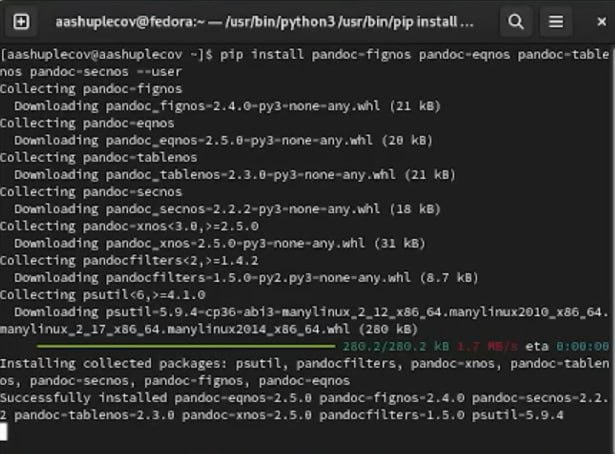 aashuplecov@fedora:~ — /usr/bin/python3 /usr/bin/pip install ...
[aashuplecov@aashuplecov ~]$ pip install pandoc-fignos pandoc-eqnos pandoc-table
nos pandoc-secnos --user
Collecting pandoc-fignos
Downloading pandoc_fignos-2.4.0-py3-none-any.whl (21 kB)
Collecting pandoc-eqnos
Downloading pandoc_eqnos-2.5.0-py3-none-any.whl (20 kB)
Collecting pandoc-tablenos
Downloading pandoc_tablenos-2.3.0-py3-none-any.whl (21 kB)
Collecting pandoc-secnos
Downloading pandoc_secnos-2.2.2-py3-none-any.whl (18 kB)
Collecting pandoc-xnos<3.0,>=2.5.0
Downloading pandoc_xnos-2.5.0-py3-none-any.whl (31 kB)
Collecting pandocfilters<2,>=1.4.2
Downloading pandocfilters-1.5.0-py2.py3-none-any.whl (8.7 kB)
Collecting psutil<6,>=4.1.0
Downloading psutil-5.9.4-cp36-abi3-manylinux_2_12_x86_64.manylinux2010_x86_64.
manylinux_2_17_x86_64.manylinux2014_x86_64.whl (280 kB)
280.2/280.2 kB 1.7 MB/s eta 0:00:00
Installing collected packages: psutil, pandocfilters, pandoc-xnos, pandoc-tablen
os, pandoc-secnos, pandoc-fignos, pandoc-eqnos
Successfully installed pandoc-eqnos-2.5.0 pandoc-fignos-2.4.0 pandoc-secnos-2.2.
2 pandoc-tablenos-2.3.0 pandoc-xnos-2.5.0 pandocfilters-1.5.0 psutil-5.9.4